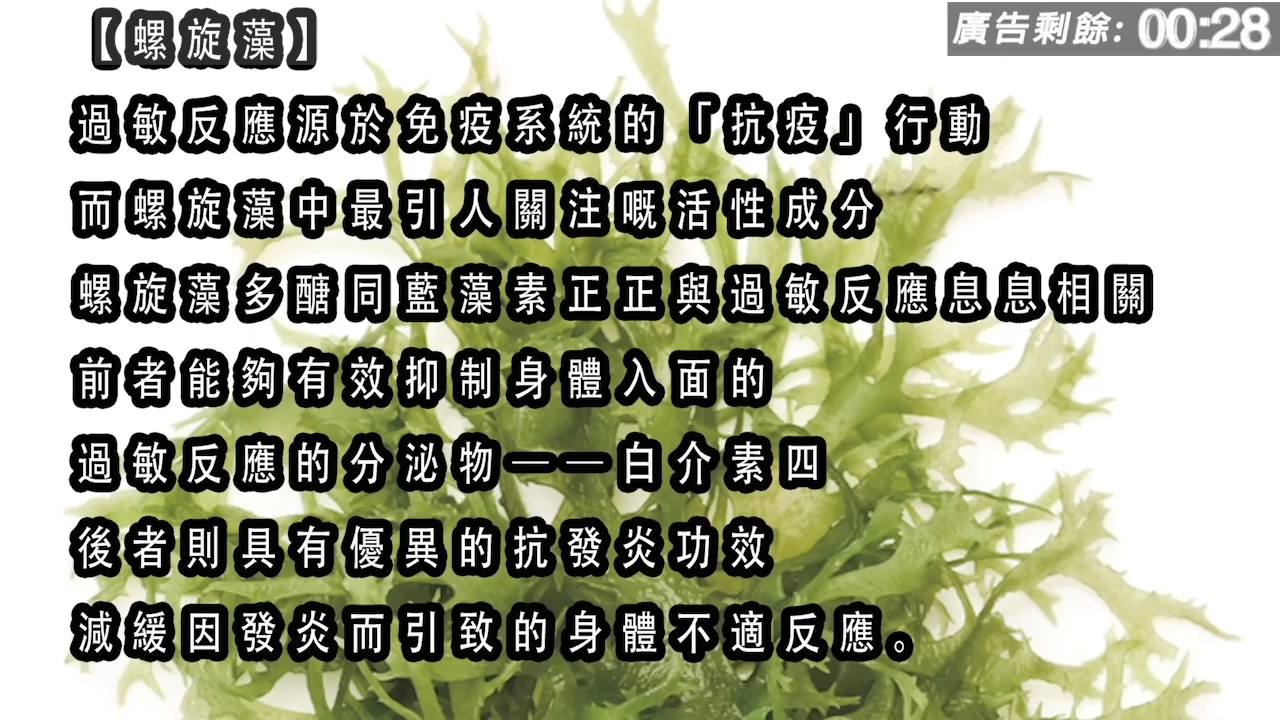 【螺旋藻】
廣告剩餘: 00:28
過敏反應源於免疫系統的『抗疫』行動
而螺旋藻中最引人關注嘅活性成分
螺旋藻多醣同藍藻素正正與過敏反應息息相關
前者能夠有效抑制身體入面的
過敏反應的分泌物——白介素四
後者則具有優異的抗發炎功效
減緩因發炎而引致的身體不適反應。